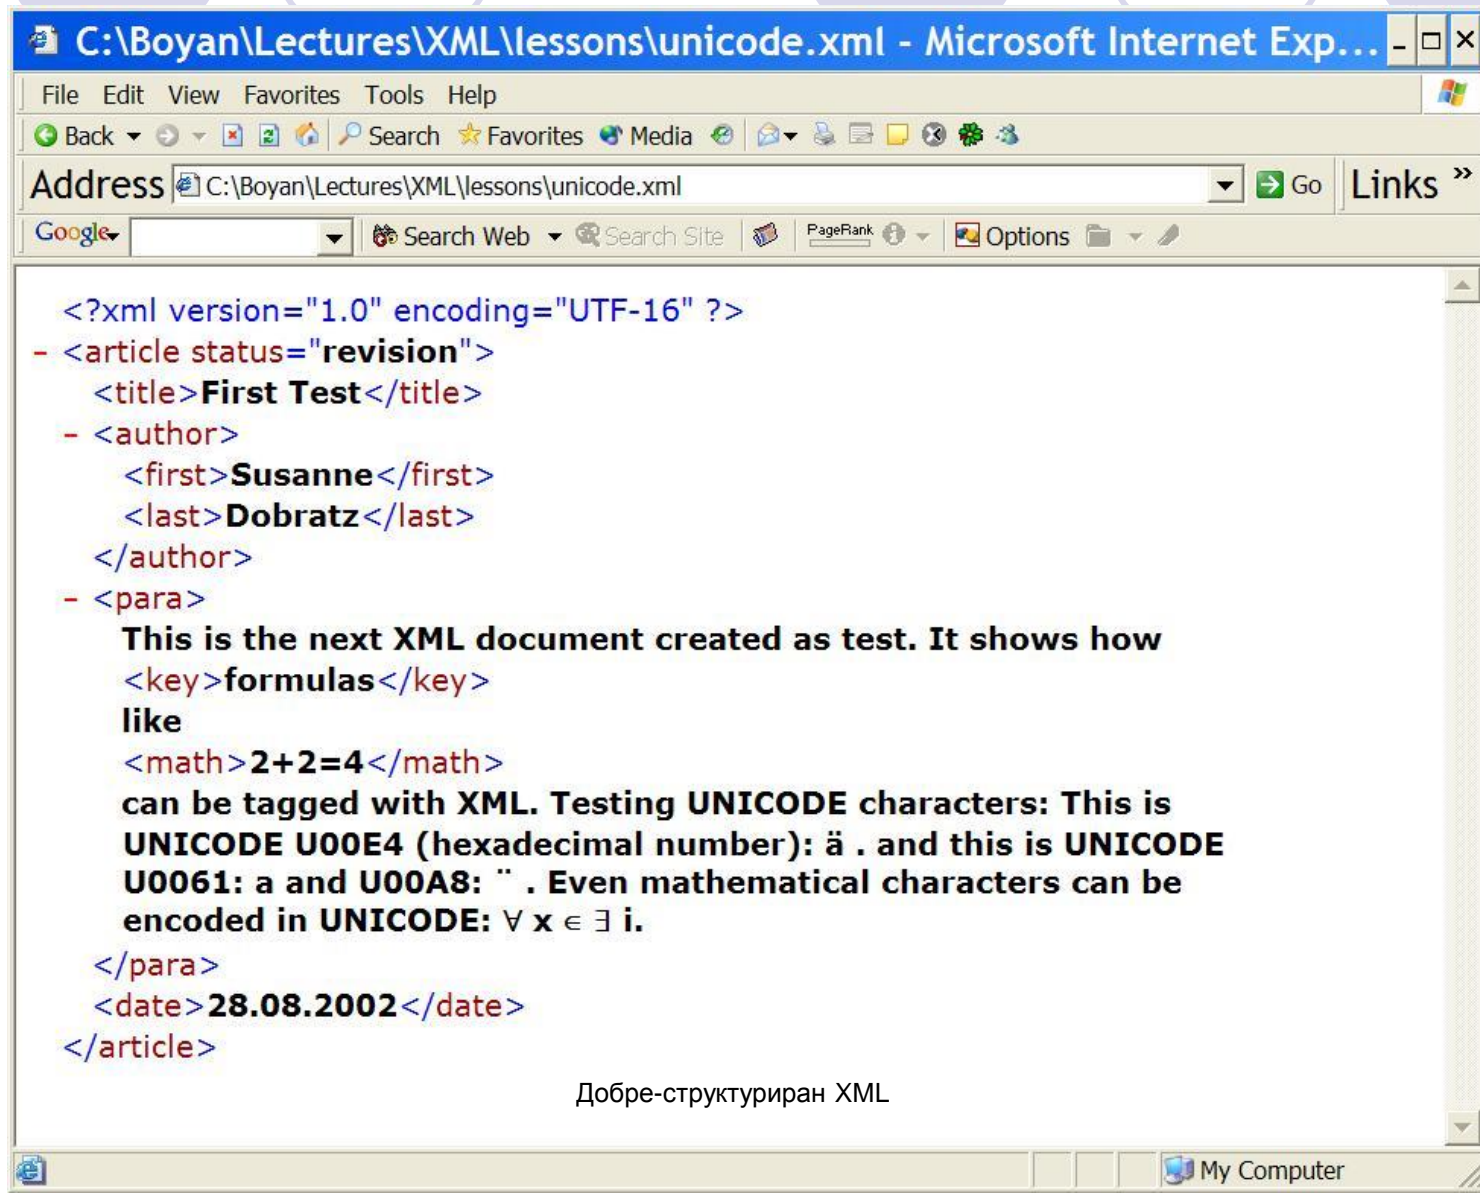 C:\Boyan\Lectures\XML\lessons\unicode.xml - Microsoft Internet Exp...
File Edit View Favorites Tools Help
Back Search Favorites Media
Address C:\Boyan\Lectures\XML\lessons\unicode.xml Go Links »
Google Search Web Search Site PageRank Options
<?xml version="1.0" encoding="UTF-16" ?>
- <article status="revision">
<title>First Test</title>
- <author>
<first>Susanne</first>
<last>Dobratz</last>
</author>
- <para>
This is the next XML document created as test. It shows how
<key>formulas</key>
like
<math>2+2=4</math>
can be tagged with XML. Testing UNICODE characters: This is
UNICODE U00E4 (hexadecimal number): ä . and this is UNICODE
U0061: a and U00A8: ¨ . Even mathematical characters can be
encoded in UNICODE: ∀ x ∈ ∃ i.
</para>
<date>28.08.2002</date>
</article>
Добре-структуриран XML
My Computer